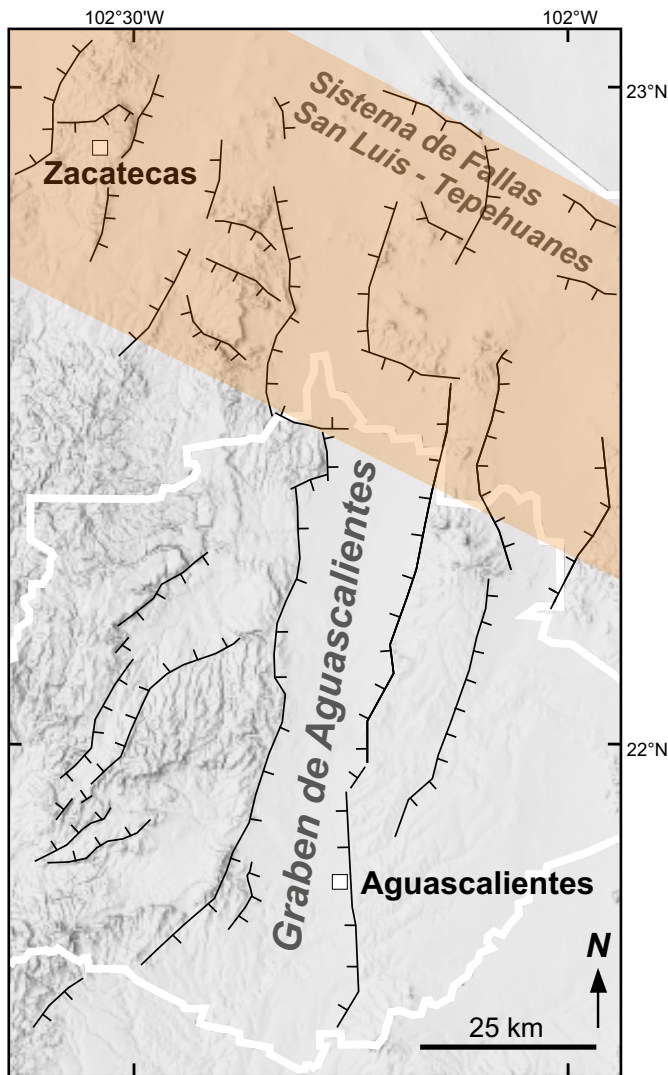 102°30'W
102°W
23°N
Sistema de Fallas
San Luis - Tepehuanes
Zacatecas
Graben de Aguascalientes
22°N
Aguascalientes
N
25 km